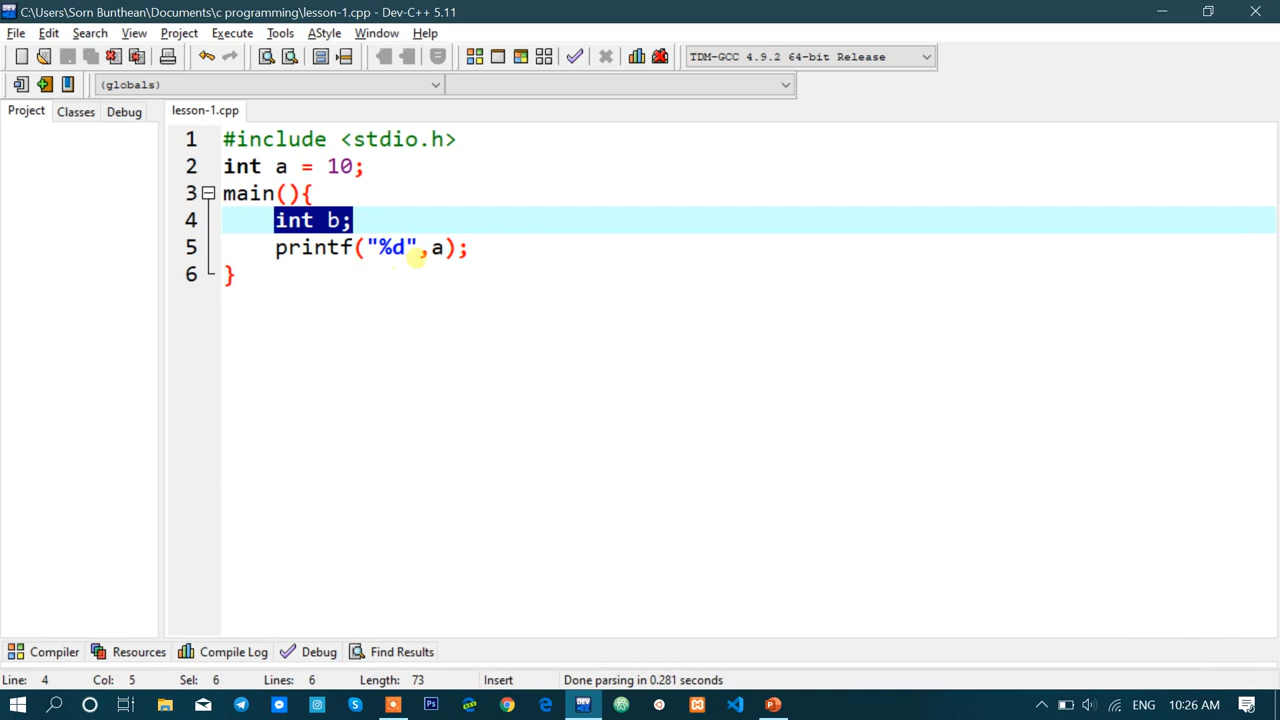 C:\Users\Sorn Bunthean\Documents\c programming\lesson-1.cpp - Dev-C++ 5.11
File Edit Search View Project Execute Tools AStyle Window Help
TDM-GCC 4.9.2 64-bit Release
(globals)
Project Classes Debug lesson-1.cpp
1 #include <stdio.h>
2 int a = 10;
3 main(){
4 int b;
5 printf("%d",a);
6 }
Compiler Resources Compile Log Debug Find Results
Line: 4 Col: 5 Sel: 6 Lines: 6 Length: 73 Insert Done parsing in 0.281 seconds
10:26 AM